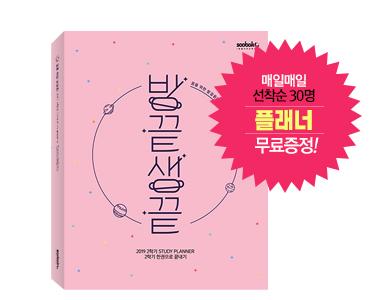 soobakc
방끝생끝
2019 2학기 STUDY PLANNER
2학기 한권으로 끝내기
매일매일
선착순 30명
플래너
무료증정!